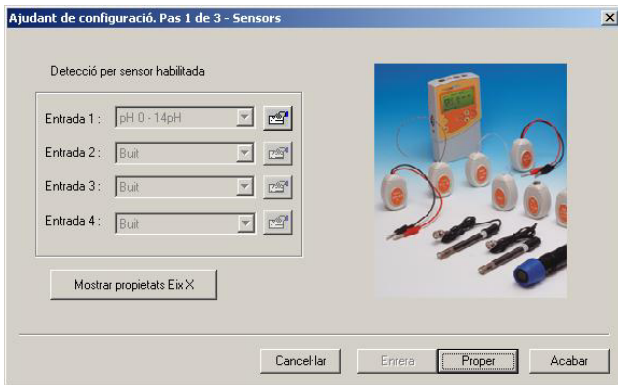 Ajudant de configuració. Pas 1 de 3 - Sensors
Detecció per sensor habilitada
Entrada 1 : pH 0 - 14pH
Entrada 2 : Buit
Entrada 3 : Buit
Entrada 4 : Buit
Mostrar propietats Eix X
Cancel·lar Enrera Proper Acabar